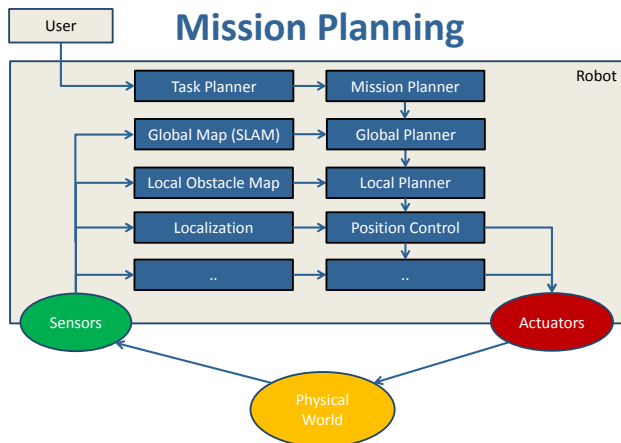 User
Mission Planning
Robot
Task Planner
Mission Planner
Global Map (SLAM)
Global Planner
Local Obstacle Map
Local Planner
Localization
Position Control
..
..
Sensors
Actuators
Physical
World